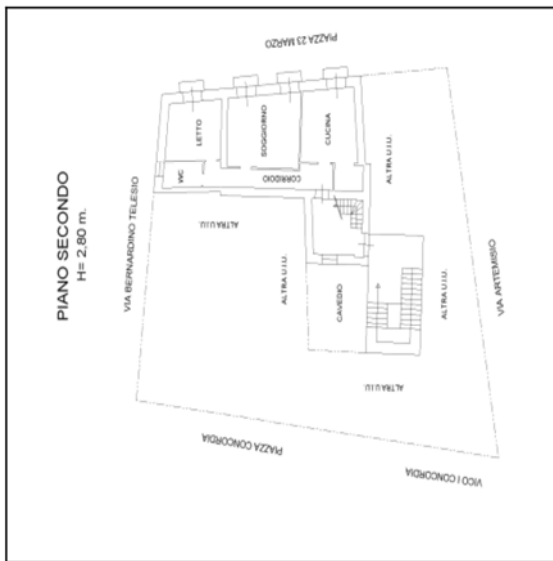 PIAZZA 23 MARZO
PIANO SECONDO
H= 2,80 m.
VIA BERNARDINO TELESIO
LETTO
SOGGIORNO
CUCINA
WC
CORRIDOIO
ALTRA U.I.U.
ALTRA U.I.U.
ALTRA U.I.U.
CAVEDIO
ALTRA U.I.U.
VIA ARTEMISIO
ALTRA U.I.U.
PIAZZA CONCORDIA
VICO I CONCORDIA